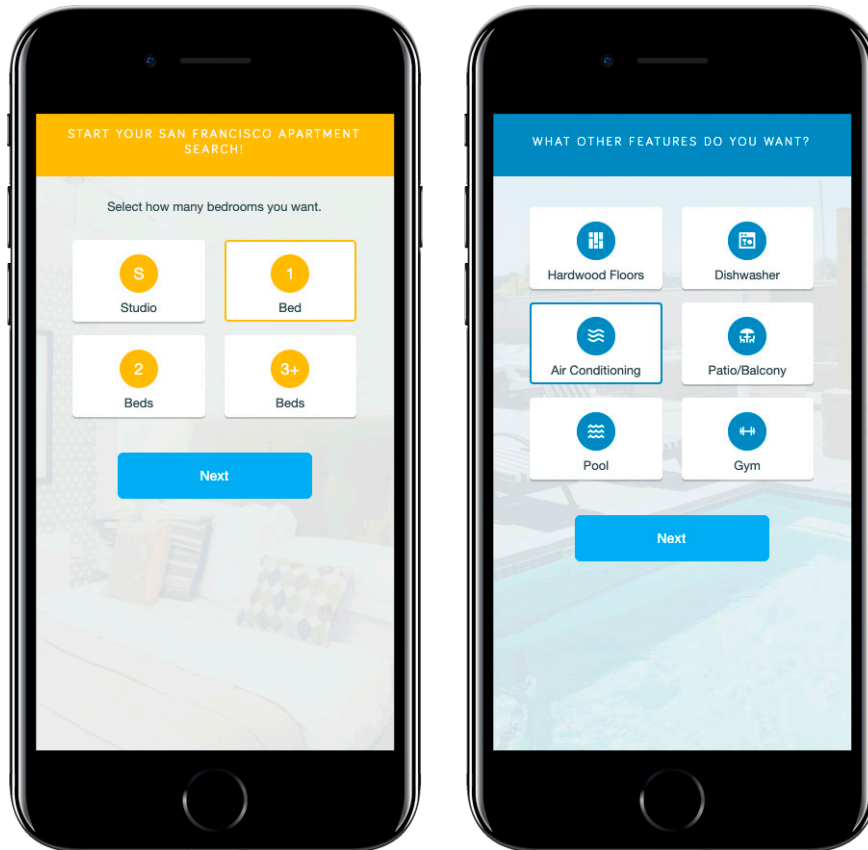 START YOUR SAN FRANCISCO APARTMENT
SEARCH!
Select how many bedrooms you want.
S
Studio
1
Bed
2
Beds
3+
Beds
Next
WHAT OTHER FEATURES DO YOU WANT?
Hardwood Floors
Dishwasher
Air Conditioning
Patio/Balcony
Pool
Gym
Next